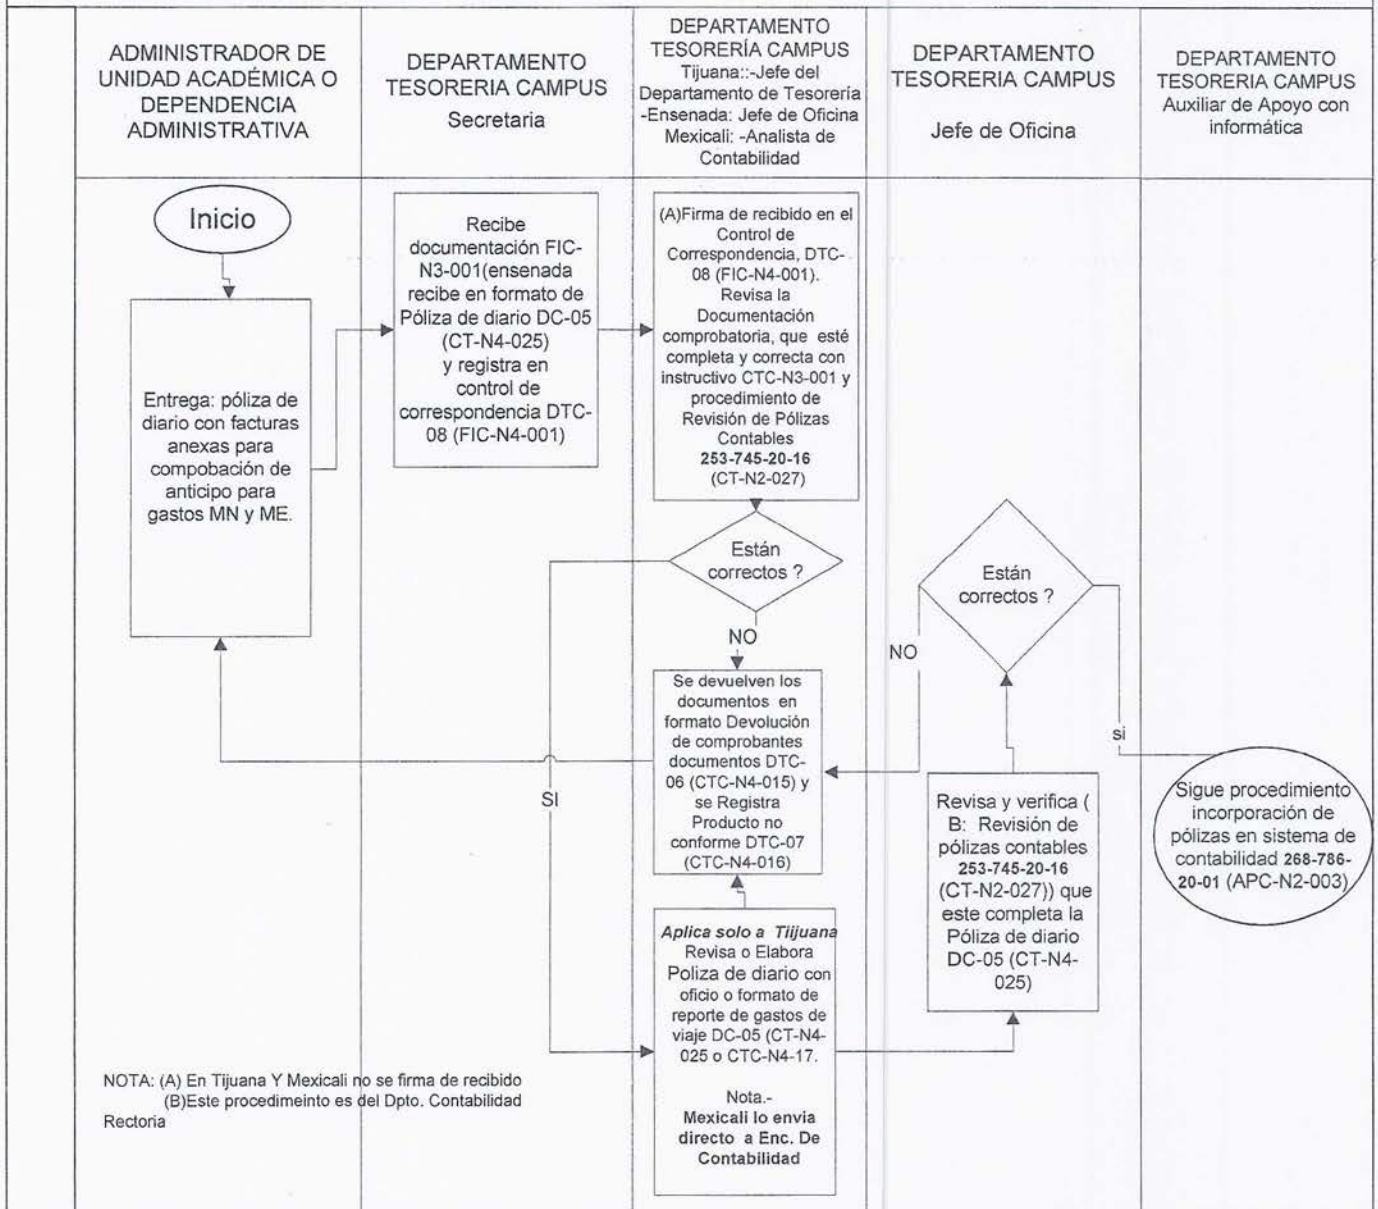 ADMINISTRADOR DE
UNIDAD ACADÉMICA O
DEPENDENCIA
ADMINISTRATIVA
DEPARTAMENTO
TESORERIA CAMPUS
Secretaria
DEPARTAMENTO
TESORERÍA CAMPUS
Tijuana::-Jefe del
Departamento de Tesorería
-Ensenada: Jefe de Oficina
Mexicali: -Analista de
Contabilidad
DEPARTAMENTO
TESORERIA CAMPUS
Jefe de Oficina
DEPARTAMENTO
TESORERIA CAMPUS
Auxiliar de Apoyo con
informática
Inicio
Entrega: póliza de
diario con facturas
anexas para
compobación de
anticipo para
gastos MN y ME.
Recibe
documentación FIC-
N3-001(ensenada
recibe en formato de
Póliza de diario DC-05
(CT-N4-025)
y registra en
control de
correspondencia DTC-
08 (FIC-N4-001)
(A)Firma de recibido en el
Control de
Correspondencia, DTC-
08 (FIC-N4-001).
Revisa la
Documentación
comprobatoria, que esté
completa y correcta con
instructivo CTC-N3-001 y
procedimiento de
Revisión de Pólizas
Contables
253-745-20-16
(CT-N2-027)
Están
correctos ?
NO
SI
Se devuelven los
documentos en
formato Devolución
de comprobantes
documentos DTC-
06 (CTC-N4-015) y
se Registra
Producto no
conforme DTC-07
(CTC-N4-016)
Aplica solo a Tiijuana
Revisa o Elabora
Poliza de diario con
oficio o formato de
reporte de gastos de
viaje DC-05 (CT-N4-
025 o CTC-N4-17.
Nota.-
Mexicali lo envia
directo a Enc. De
Contabilidad
Están
correctos ?
NO
si
Revisa y verifica (
B: Revisión de
pólizas contables
253-745-20-16
(CT-N2-027)) que
este completa la
Póliza de diario
DC-05 (CT-N4-
025)
Sigue procedimiento
incorporación de
pólizas en sistema de
contabilidad 268-786-
20-01 (APC-N2-003)
NOTA: (A) En Tijuana Y Mexicali no se firma de recibido
(B)Este procedimeinto es del Dpto. Contabilidad
Rectoria